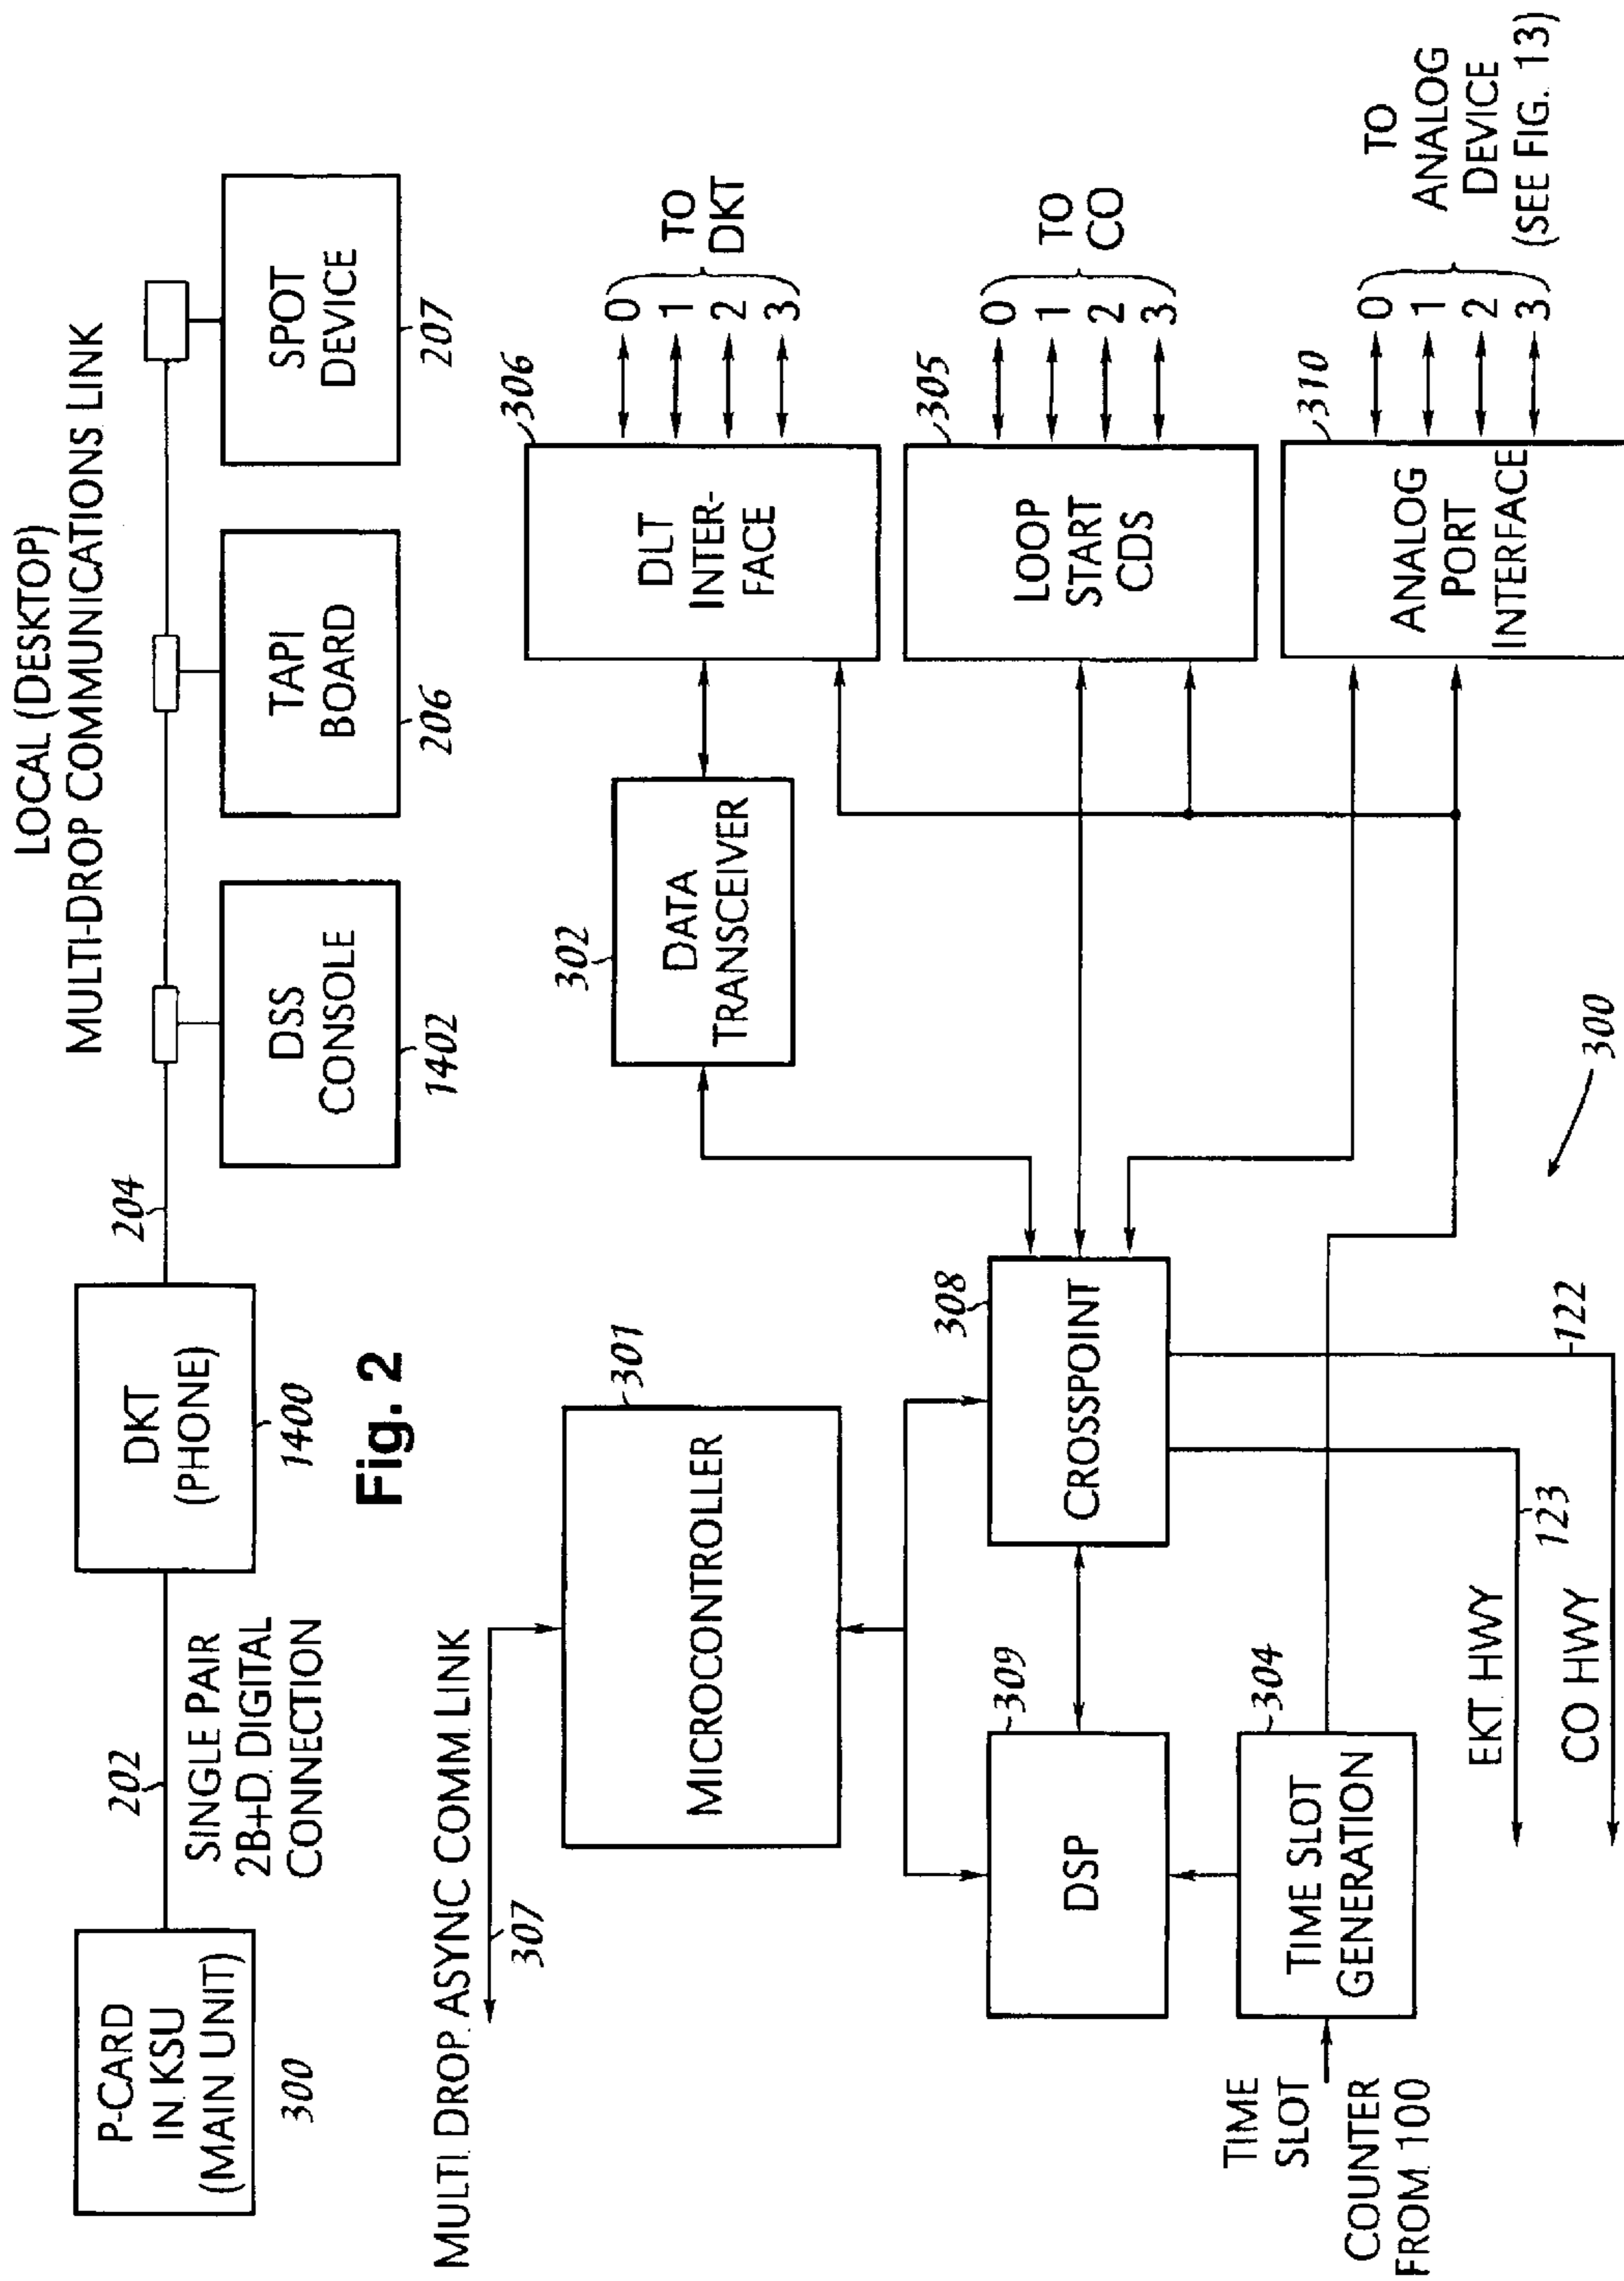 LOCAL (DESKTOP)
MULTI-DROP COMMUNICATIONS LINK
P-CARD
IN KSU
(MAIN UNIT)
300
202
SINGLE PAIR
2B+D DIGITAL
CONNECTION
DKT
(PHONE)
1400
204
DSS
CONSOLE
1402
TAPI
BOARD
206
SPOT
DEVICE
207
Fig. 2
MULTI DROP ASYNC COMM LINK
307
MICROCONTROLLER
301
302
DATA
TRANSCEIVER
306
DLT
INTER-
FACE
0
1
2
3
TO
DKT
305
LOOP
START
CDS
0
1
2
3
TO
CO
310
ANALOG
PORT
INTERFACE
0
1
2
3
TO
ANALOG
DEVICE
(SEE FIG. 13)
309
DSP
308
CROSSPOINT
304
TIME SLOT
GENERATION
TIME
SLOT
COUNTER
FROM 100
EKT HWY
123
CO HWY
122
300